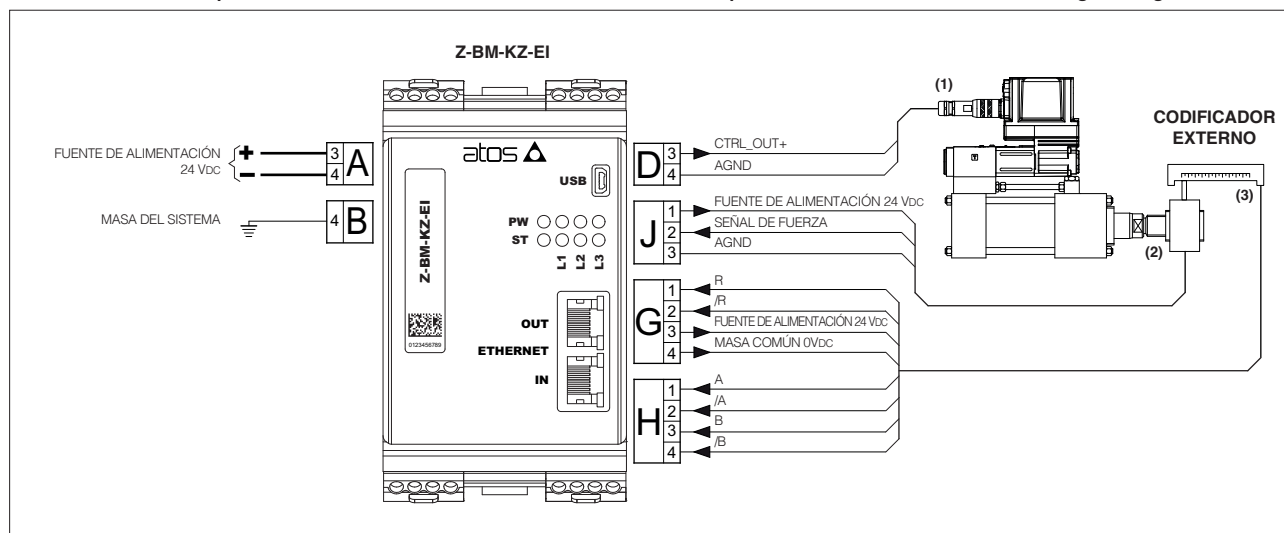 Z-BM-KZ-EI
FUENTE DE ALIMENTACIÓN
24 VDC
+
-
3
4
A
MASA DEL SISTEMA
4
B
atos
USB
PW
ST
L1
L2
L3
Z-BM-KZ-EI
0123456789
OUT
ETHERNET
IN
D
3
4
CTRL_OUT+
AGND
J
1
2
3
FUENTE DE ALIMENTACIÓN 24 VDC
SEÑAL DE FUERZA
AGND
G
1
2
3
4
R
/R
FUENTE DE ALIMENTACIÓN 24 VDC
MASA COMÚN 0VDC
H
1
2
3
4
A
/A
B
/B
(1)
CODIFICADOR
EXTERNO
(2)
(3)